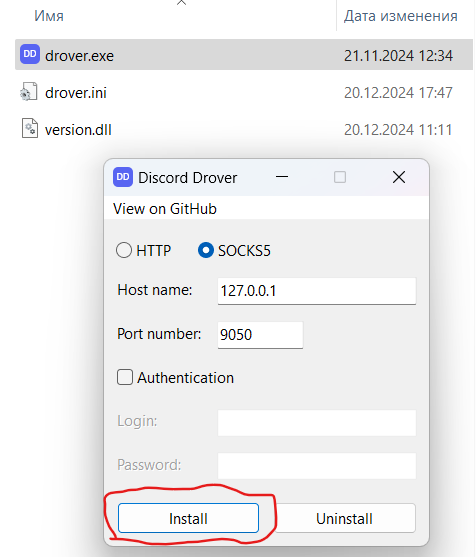 Имя Дата изменения
DD drover.exe 21.11.2024 12:34
drover.ini 20.12.2024 17:47
version.dll 20.12.2024 11:11
DD Discord Drover
View on GitHub
HTTP SOCKS5
Host name: 127.0.0.1
Port number: 9050
Authentication
Login:
Password:
Install Uninstall